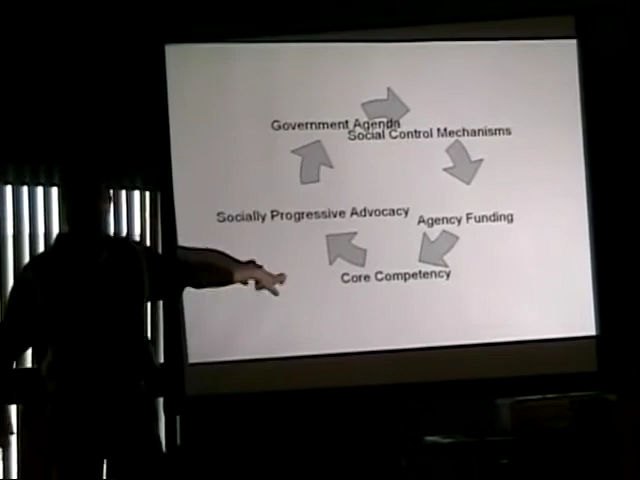 Government Agenda
Social Control Mechanisms
Socially Progressive Advocacy
Agency Funding
Core Competency